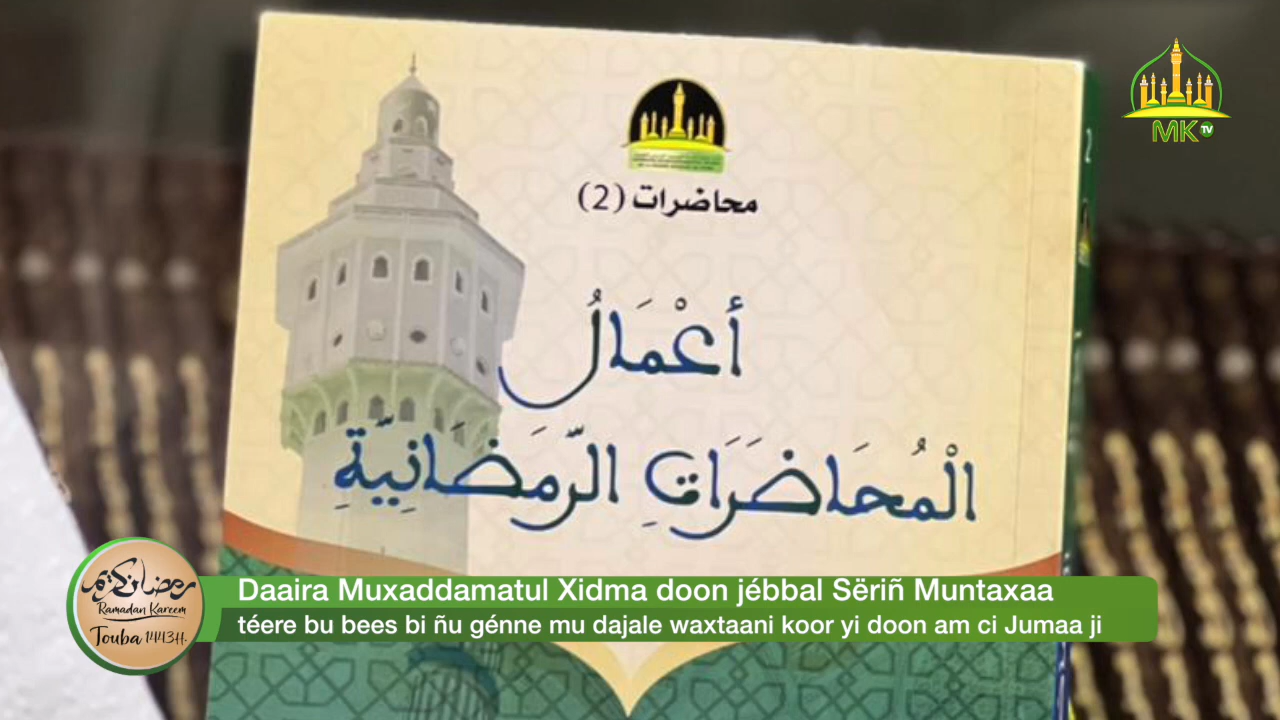 MK TV
محاضرات (2)
أَعْمَالُ
الْمُحَاضَرَاتِ الرَّمَضَانِيَّةِ
رمضان كريم
Ramadan Kareem
Touba 1443H.
Daaira Muxaddamatul Xidma doon jébbal Sëriñ Muntaxaa
téere bu bees bi ñu génne mu dajale waxtaani koor yi doon am ci Jumaa ji